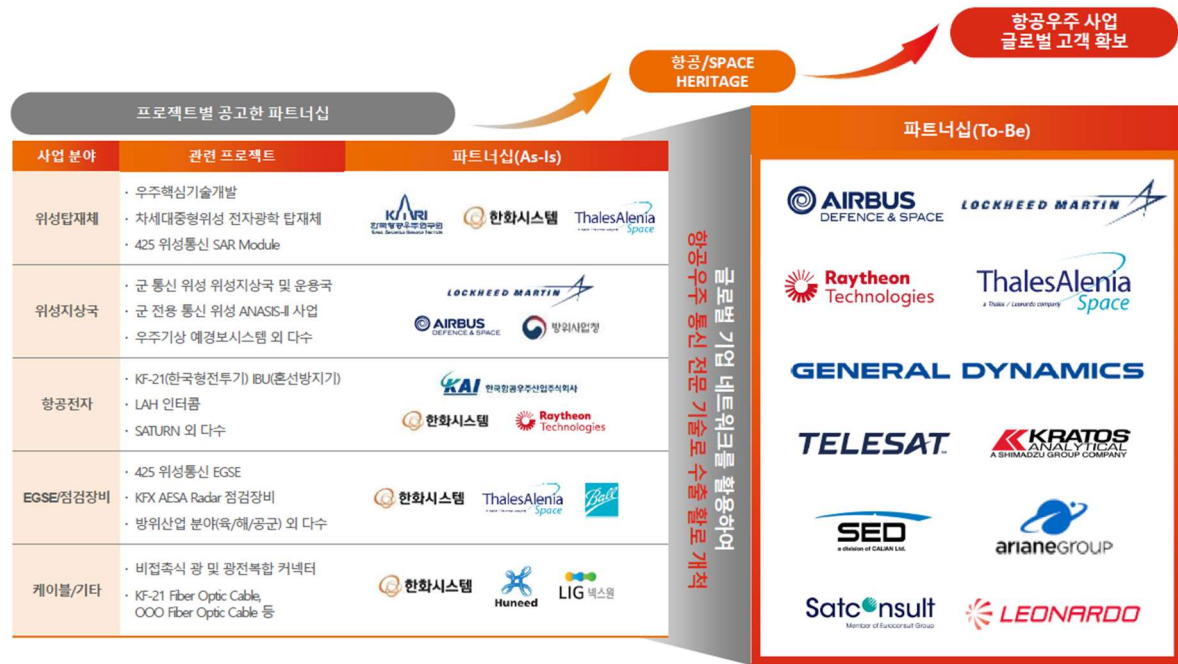 항공우주 사업
글로벌 고객 확보
항공/SPACE
HERITAGE
프로젝트별 공고한 파트너십
사업 분야
관련 프로젝트
파트너십(As-Is)
위성탑재체
· 우주핵심기술개발
· 차세대중형위성 전자광학 탑재체
· 425 위성통신 SAR Module
KARI
한국항공우주연구원
한화시스템
ThalesAlenia
Space
위성지상국
· 군 통신 위성 위성지상국 및 운용국
· 군 전용 통신 위성 ANASIS-II 사업
· 우주기상 예경보시스템 외 다수
LOCKHEED MARTIN
AIRBUS
DEFENCE & SPACE
방위사업청
항공전자
· KF-21(한국형전투기) IBU(혼선방지기)
· LAH 인터콤
· SATURN 외 다수
KAI 한국항공우주산업주식회사
한화시스템
Raytheon
Technologies
EGSE/점검장비
· 425 위성통신 EGSE
· KFX AESA Radar 점검장비
· 방위산업 분야(육/해/공군) 외 다수
한화시스템
ThalesAlenia
Space
Ball
케이블/기타
· 비접촉식 광 및 광전복합 커넥터
· KF-21 Fiber Optic Cable,
OOO Fiber Optic Cable 등
한화시스템
Huneed
LIG 넥스원
글로벌 기업 네트워크를 활용하여
항공우주 통신 전문 기술로 수출 활로 개척
파트너십(To-Be)
AIRBUS
DEFENCE & SPACE
LOCKHEED MARTIN
Raytheon
Technologies
ThalesAlenia
a Thales / Leonardo company
Space
GENERAL DYNAMICS
TELESAT
KRATOS
ANALYTICAL
A SHIMADZU GROUP COMPANY
SED
a division of CALIAN Ltd.
arianeGROUP
Satconsult
Member of Euroconsult Group
LEONARDO